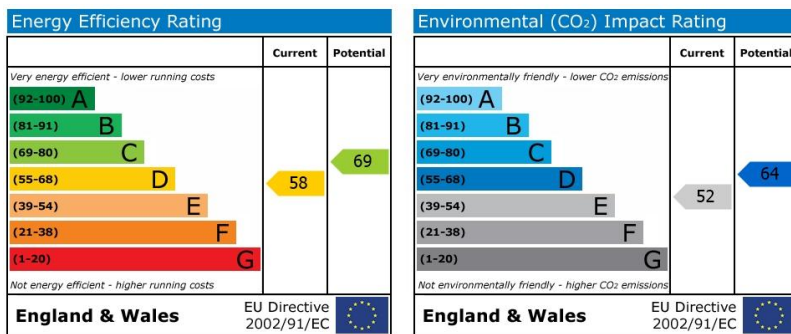 Energy Efficiency Rating
Current Potential
Very energy efficient - lower running costs
(92-100) A
(81-91) B
(69-80) C
(55-68) D
(39-54) E
(21-38) F
(1-20) G
58
69
Not energy efficient - higher running costs
England & Wales
EU Directive
2002/91/EC
Environmental (CO₂) Impact Rating
Current Potential
Very environmentally friendly - lower CO₂ emissions
(92-100) A
(81-91) B
(69-80) C
(55-68) D
(39-54) E
(21-38) F
(1-20) G
52
64
Not environmentally friendly - higher CO₂ emissions
England & Wales
EU Directive
2002/91/EC